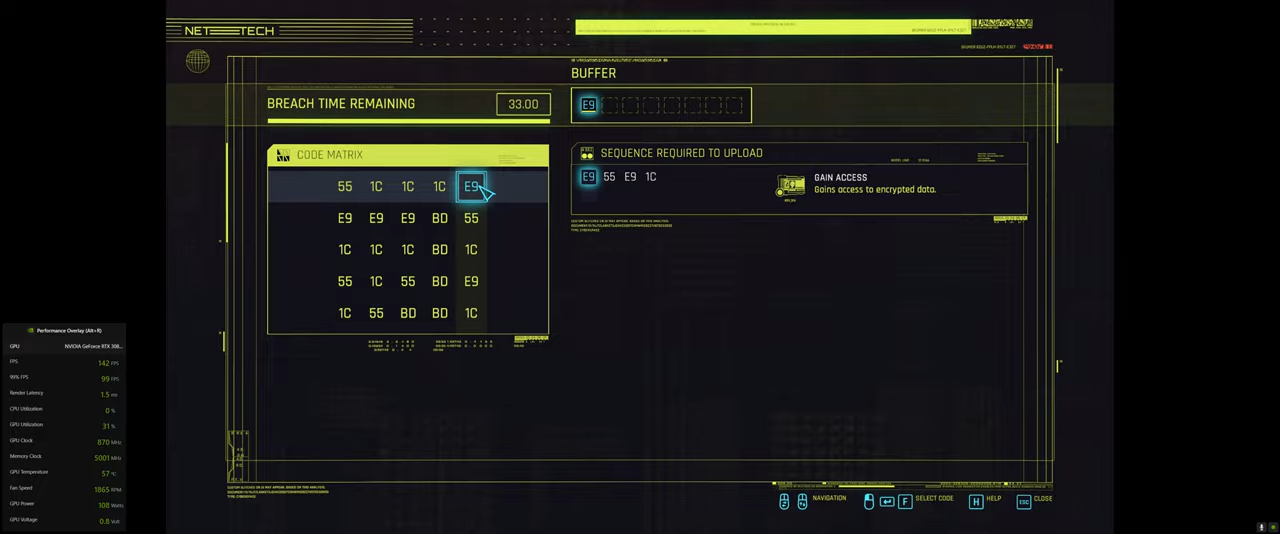 NET TECH
BUFFER
BREACH TIME REMAINING 33.00
E9
CODE MATRIX
55 1C 1C 1C E9
E9 E9 E9 BD 55
1C 1C 1C BD 1C
55 1C 55 BD E9
1C 55 BD BD 1C
SEQUENCE REQUIRED TO UPLOAD
E9 55 E9 1C
GAIN ACCESS
Gains access to encrypted data.
Performance Overlay (Alt+R)
GPU NVIDIA GeForce RTX 308...
FPS 142 FPS
99% FPS 99 FPS
Render Latency 1.5 ms
CPU Utilization 0 %
GPU Utilization 31 %
GPU Clock 870 MHz
Memory Clock 5001 MHz
GPU Temperature 57 °C
Fan Speed 1865 RPM
GPU Power 108 Watts
GPU Voltage 0.8 Volt
NAVIGATION F SELECT CODE H HELP ESC CLOSE